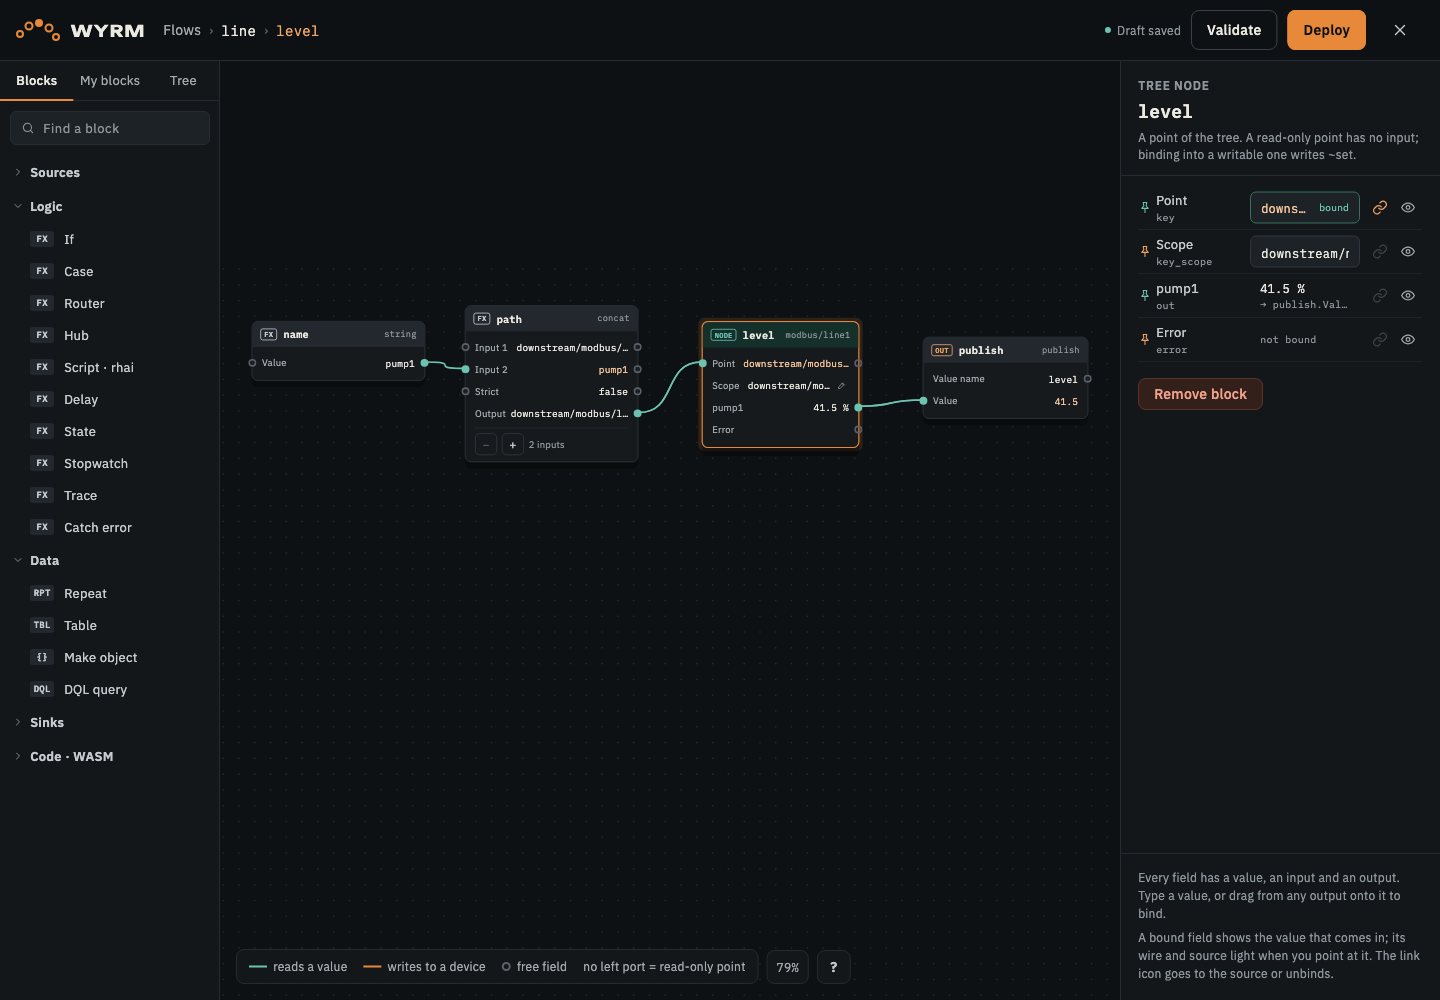 WYRM
Flows › line › level
Draft saved
Validate
Deploy
Blocks
My blocks
Tree
Find a block
Sources
Logic
FX If
FX Case
FX Router
FX Hub
FX Script · rhai
FX Delay
FX State
FX Stopwatch
FX Trace
FX Catch error
Data
RPT Repeat
TBL Table
{} Make object
DQL DQL query
Sinks
Code · WASM
FX name string
Value pump1
FX path concat
Input 1 downstream/modbus/…
Input 2 pump1
Strict false
Output downstream/modbus/l…
− + 2 inputs
NODE level modbus/line1
Point downstream/modbus…
Scope downstream/mo…
pump1 41.5 %
Error
OUT publish publish
Value name level
Value 41.5
reads a value
writes to a device
free field
no left port = read-only point
79%
?
TREE NODE
level
A point of the tree. A read-only point has no input;
binding into a writable one writes ~set.
Point
key
downs… bound
Scope
key_scope
downstream/
pump1
out
41.5 %
→ publish.Val…
Error
error
not bound
Remove block
Every field has a value, an input and an output.
Type a value, or drag from any output onto it to
bind.
A bound field shows the value that comes in; its
wire and source light when you point at it. The link
icon goes to the source or unbinds.